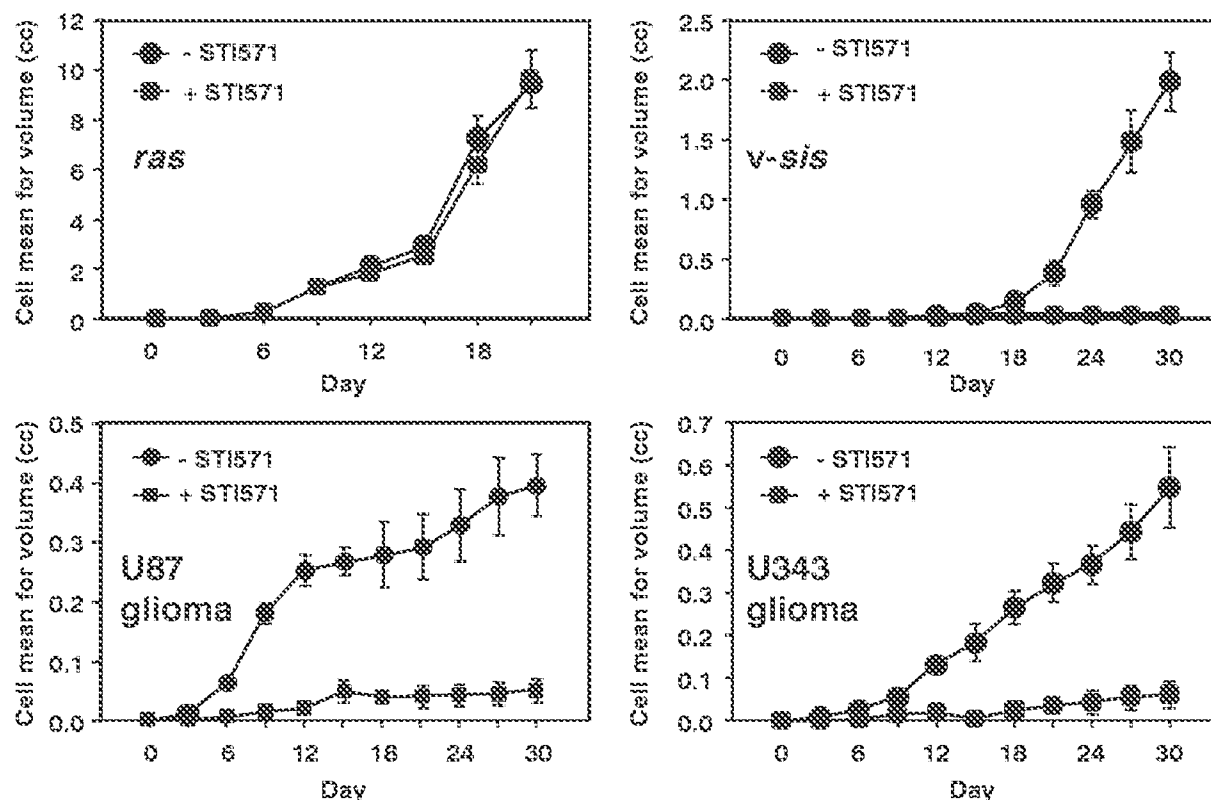 Cell mean for volume (cc)
12
10
8
6
4
2
0
- STI571
+ STI571
ras
0
6
12
18
Day
Cell mean for volume (cc)
2.5
2.0
1.5
1.0
0.5
0.0
- STI571
+ STI571
v-sis
0
6
12
18
24
30
Day
Cell mean for volume (cc)
0.5
0.4
0.3
0.2
0.1
0.0
- STI571
+ STI571
U87
glioma
0
6
12
18
24
30
Day
Cell mean for volume (cc)
0.7
0.6
0.5
0.4
0.3
0.2
0.1
0.0
- STI571
+ STI571
U343
glioma
0
6
12
18
24
30
Day